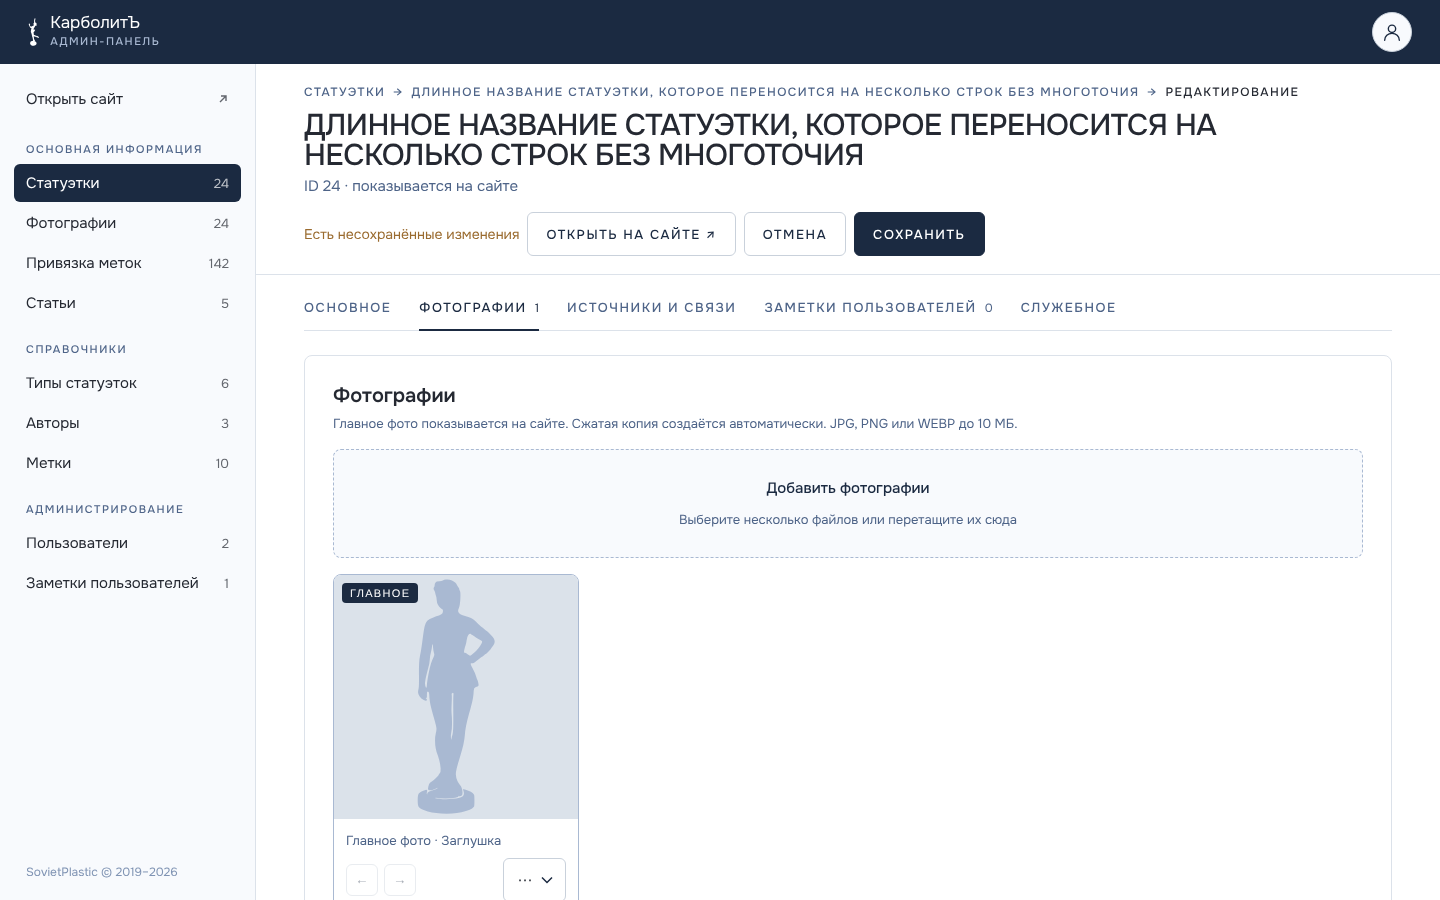 КарболитЪ
АДМИН-ПАНЕЛЬ
Открыть сайт ↗
ОСНОВНАЯ ИНФОРМАЦИЯ
Статуэтки 24
Фотографии 24
Привязка меток 142
Статьи 5
СПРАВОЧНИКИ
Типы статуэток 6
Авторы 3
Метки 10
АДМИНИСТРИРОВАНИЕ
Пользователи 2
Заметки пользователей 1
SovietPlastic © 2019–2026
СТАТУЭТКИ → ДЛИННОЕ НАЗВАНИЕ СТАТУЭТКИ, КОТОРОЕ ПЕРЕНОСИТСЯ НА НЕСКОЛЬКО СТРОК БЕЗ МНОГОТОЧИЯ → РЕДАКТИРОВАНИЕ
ДЛИННОЕ НАЗВАНИЕ СТАТУЭТКИ, КОТОРОЕ ПЕРЕНОСИТСЯ НА
НЕСКОЛЬКО СТРОК БЕЗ МНОГОТОЧИЯ
ID 24 · показывается на сайте
Есть несохранённые изменения ОТКРЫТЬ НА САЙТЕ ↗ ОТМЕНА СОХРАНИТЬ
ОСНОВНОЕ ФОТОГРАФИИ 1 ИСТОЧНИКИ И СВЯЗИ ЗАМЕТКИ ПОЛЬЗОВАТЕЛЕЙ 0 СЛУЖЕБНОЕ
Фотографии
Главное фото показывается на сайте. Сжатая копия создаётся автоматически. JPG, PNG или WEBP до 10 МБ.
Добавить фотографии
Выберите несколько файлов или перетащите их сюда
ГЛАВНОЕ
Главное фото · Заглушка
← → ···